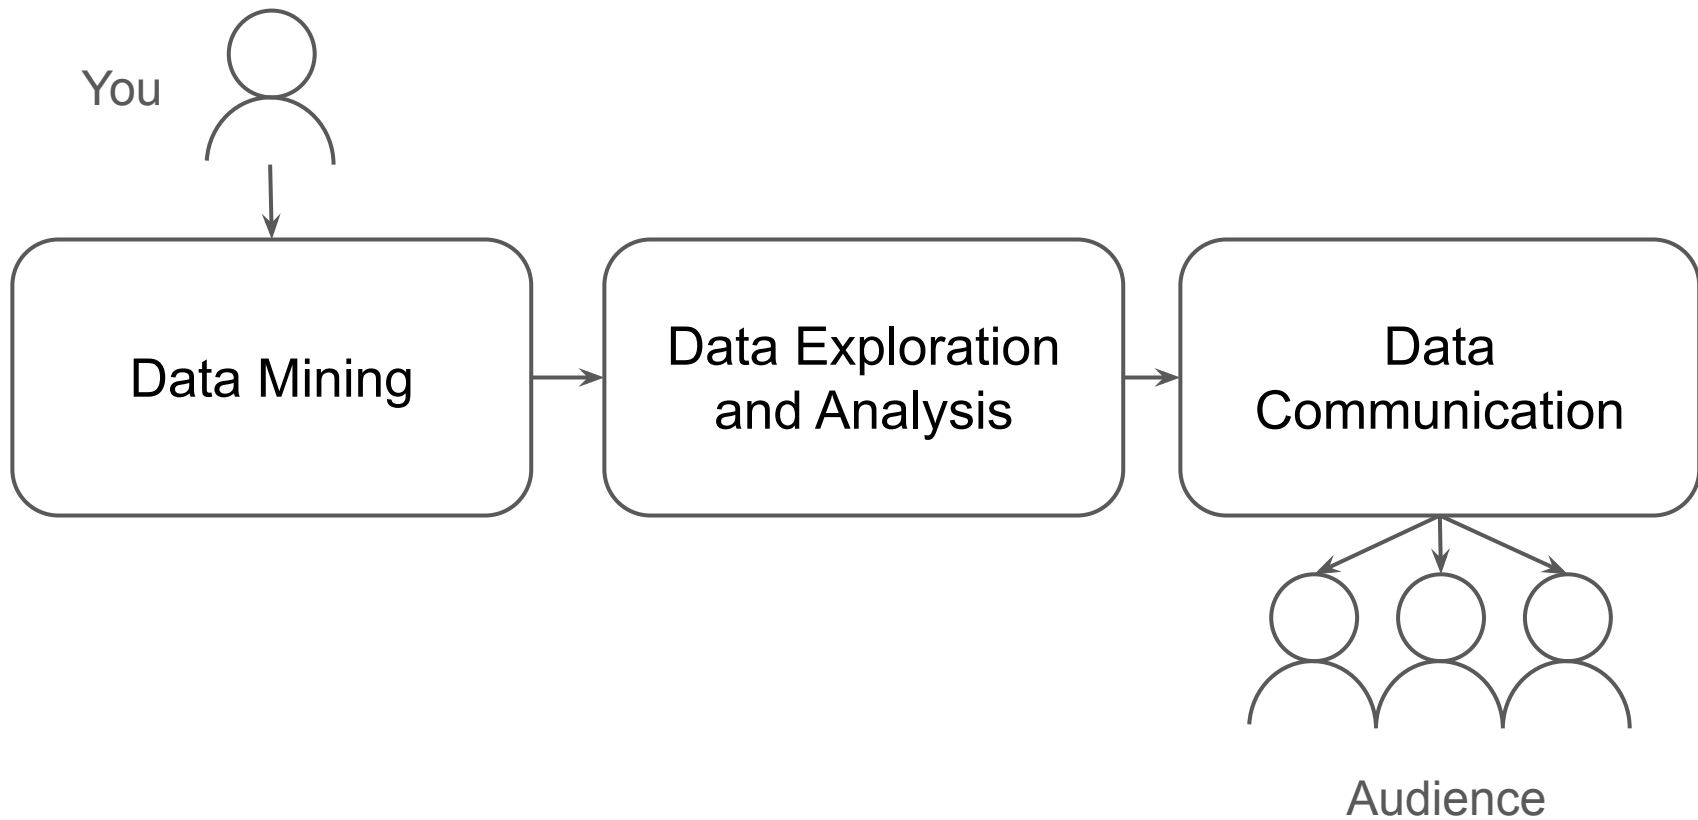 You
Data Mining
Data Exploration
and Analysis
Data
Communication
Audience